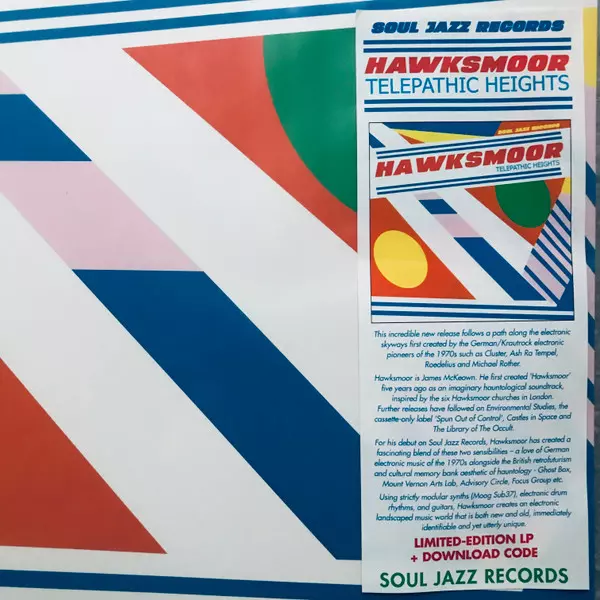 SOUL JAZZ RECORDS
HAWKSMOOR
TELEPATHIC HEIGHTS
SOUL JAZZ RECORDS
HAWKSMOOR
TELEPATHIC HEIGHTS
This incredible new release follows a path along the electronic
skyways first created by the German/Krautrock electronic
pioneers of the 1970s such as Cluster, Ash Ra Tempel,
Roedelius and Michael Rother.
Hawksmoor is James McKeown. He first created 'Hawksmoor'
five years ago as an imaginary hauntological soundtrack,
inspired by the six Hawksmoor churches in London.
Further releases have followed on Environmental Studies, the
cassette-only label 'Spun Out of Control', Castles in Space and
The Library of The Occult.
For his debut on Soul Jazz Records, Hawksmoor has created a
fascinating blend of these two sensibilities – a love of German
electronic music of the 1970s alongside the British retrofuturism
and cultural memory bank aesthetic of hauntology - Ghost Box,
Mount Vernon Arts Lab, Advisory Circle, Focus Group etc.
Using strictly modular synths (Moog Sub37), electronic drum
rhythms, and guitars, Hawksmoor creates an electronic
landscaped music world that is both new and old, immediately
identifiable and yet utterly unique.
LIMITED-EDITION LP
+ DOWNLOAD CODE
SOUL JAZZ RECORDS